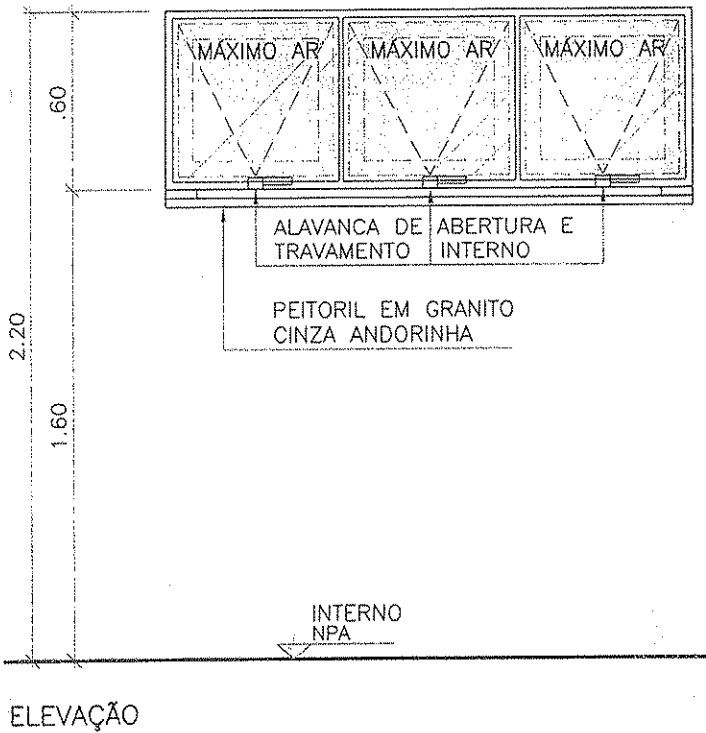 MÁXIMO AR MÁXIMO AR MÁXIMO AR
.60
ALAVANCA DE ABERTURA E
TRAVAMENTO INTERNO
PEITORIL EM GRANITO
CINZA ANDORINHA
2.20
1.60
INTERNO
NPA
ELEVAÇÃO